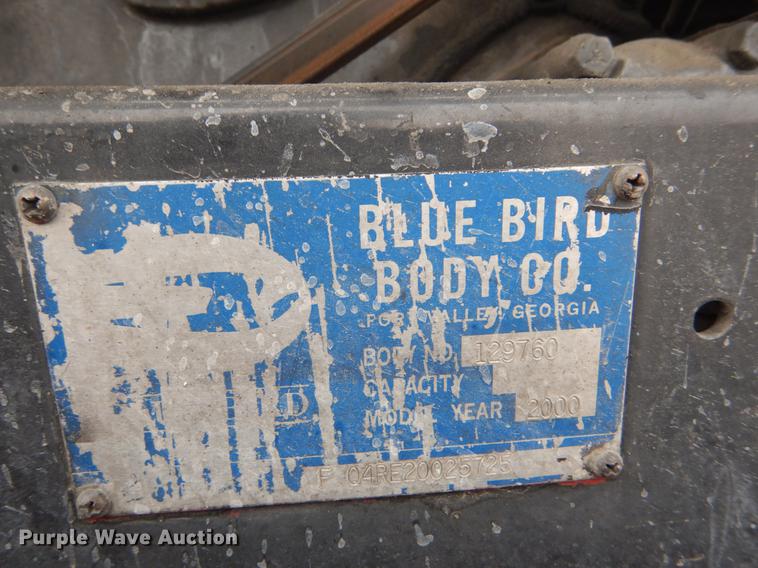 BLUE BIRD
BODY CO.
FORT VALLEY, GEORGIA
BODY NO. 129760
CAPACITY
MODEL YEAR 2000
F 04RE20025725
Purple Wave Auction